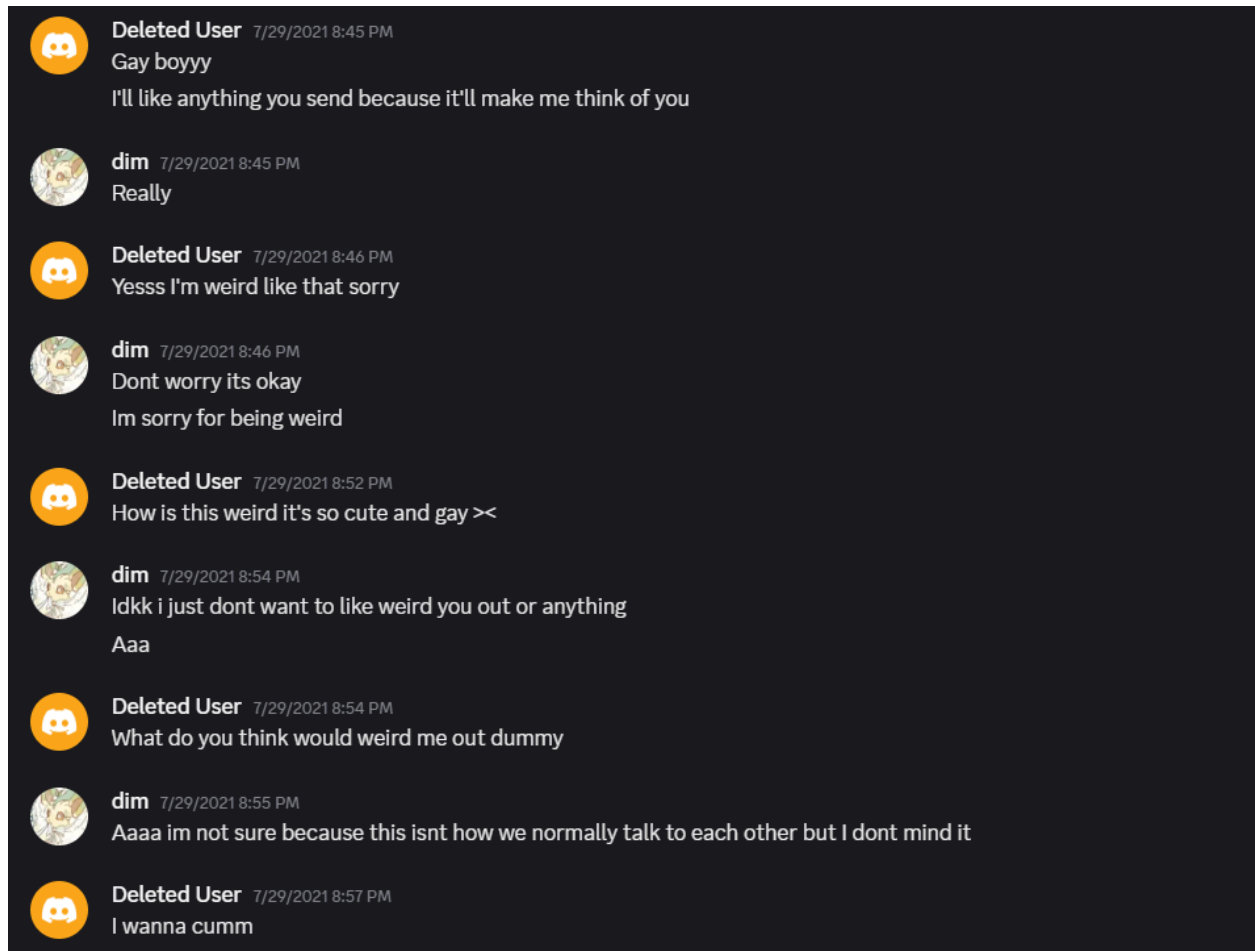 Deleted User 7/29/2021 8:45 PM
Gay boyyy
I'll like anything you send because it'll make me think of you
dim 7/29/2021 8:45 PM
Really
Deleted User 7/29/2021 8:46 PM
Yesss I'm weird like that sorry
dim 7/29/2021 8:46 PM
Dont worry its okay
Im sorry for being weird
Deleted User 7/29/2021 8:52 PM
How is this weird it's so cute and gay ><
dim 7/29/2021 8:54 PM
Idkk i just dont want to like weird you out or anything
Aaa
Deleted User 7/29/2021 8:54 PM
What do you think would weird me out dummy
dim 7/29/2021 8:55 PM
Aaaa im not sure because this isnt how we normally talk to each other but I dont mind it
Deleted User 7/29/2021 8:57 PM
I wanna cumm